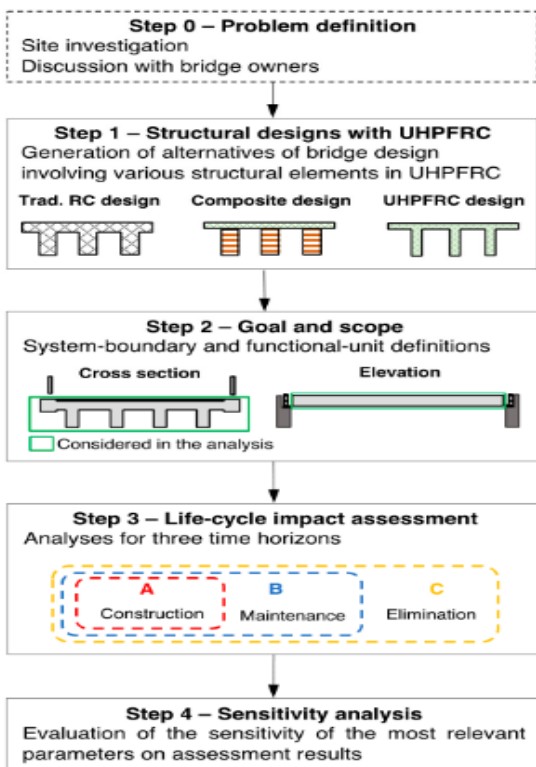 Step 0 – Problem definition
Site investigation
Discussion with bridge owners
Step 1 – Structural designs with UHPFRC
Generation of alternatives of bridge design
involving various structural elements in UHPFRC
Trad. RC design Composite design UHPFRC design
Step 2 – Goal and scope
System-boundary and functional-unit definitions
Cross section Elevation
Considered in the analysis
Step 3 – Life-cycle impact assessment
Analyses for three time horizons
A B C
Construction Maintenance Elimination
Step 4 – Sensitivity analysis
Evaluation of the sensitivity of the most relevant
parameters on assessment results